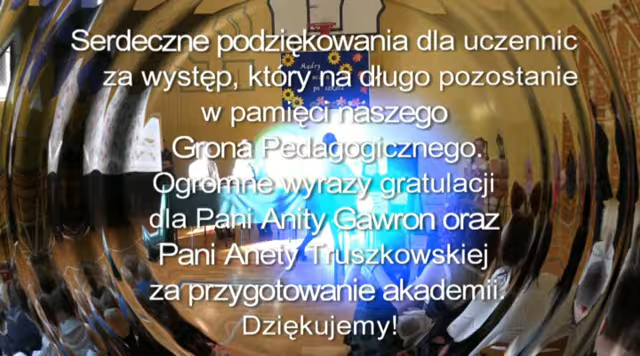 Serdeczne podziękowania dla uczennic
za występ, który na długo pozostanie
w pamięci naszego
Grona Pedagogicznego.
Ogromne wyrazy gratulacji
dla Pani Anity Gawron oraz
Pani Anety Truszkowskiej
za przygotowanie akademii.
Dziękujemy!
Mądry